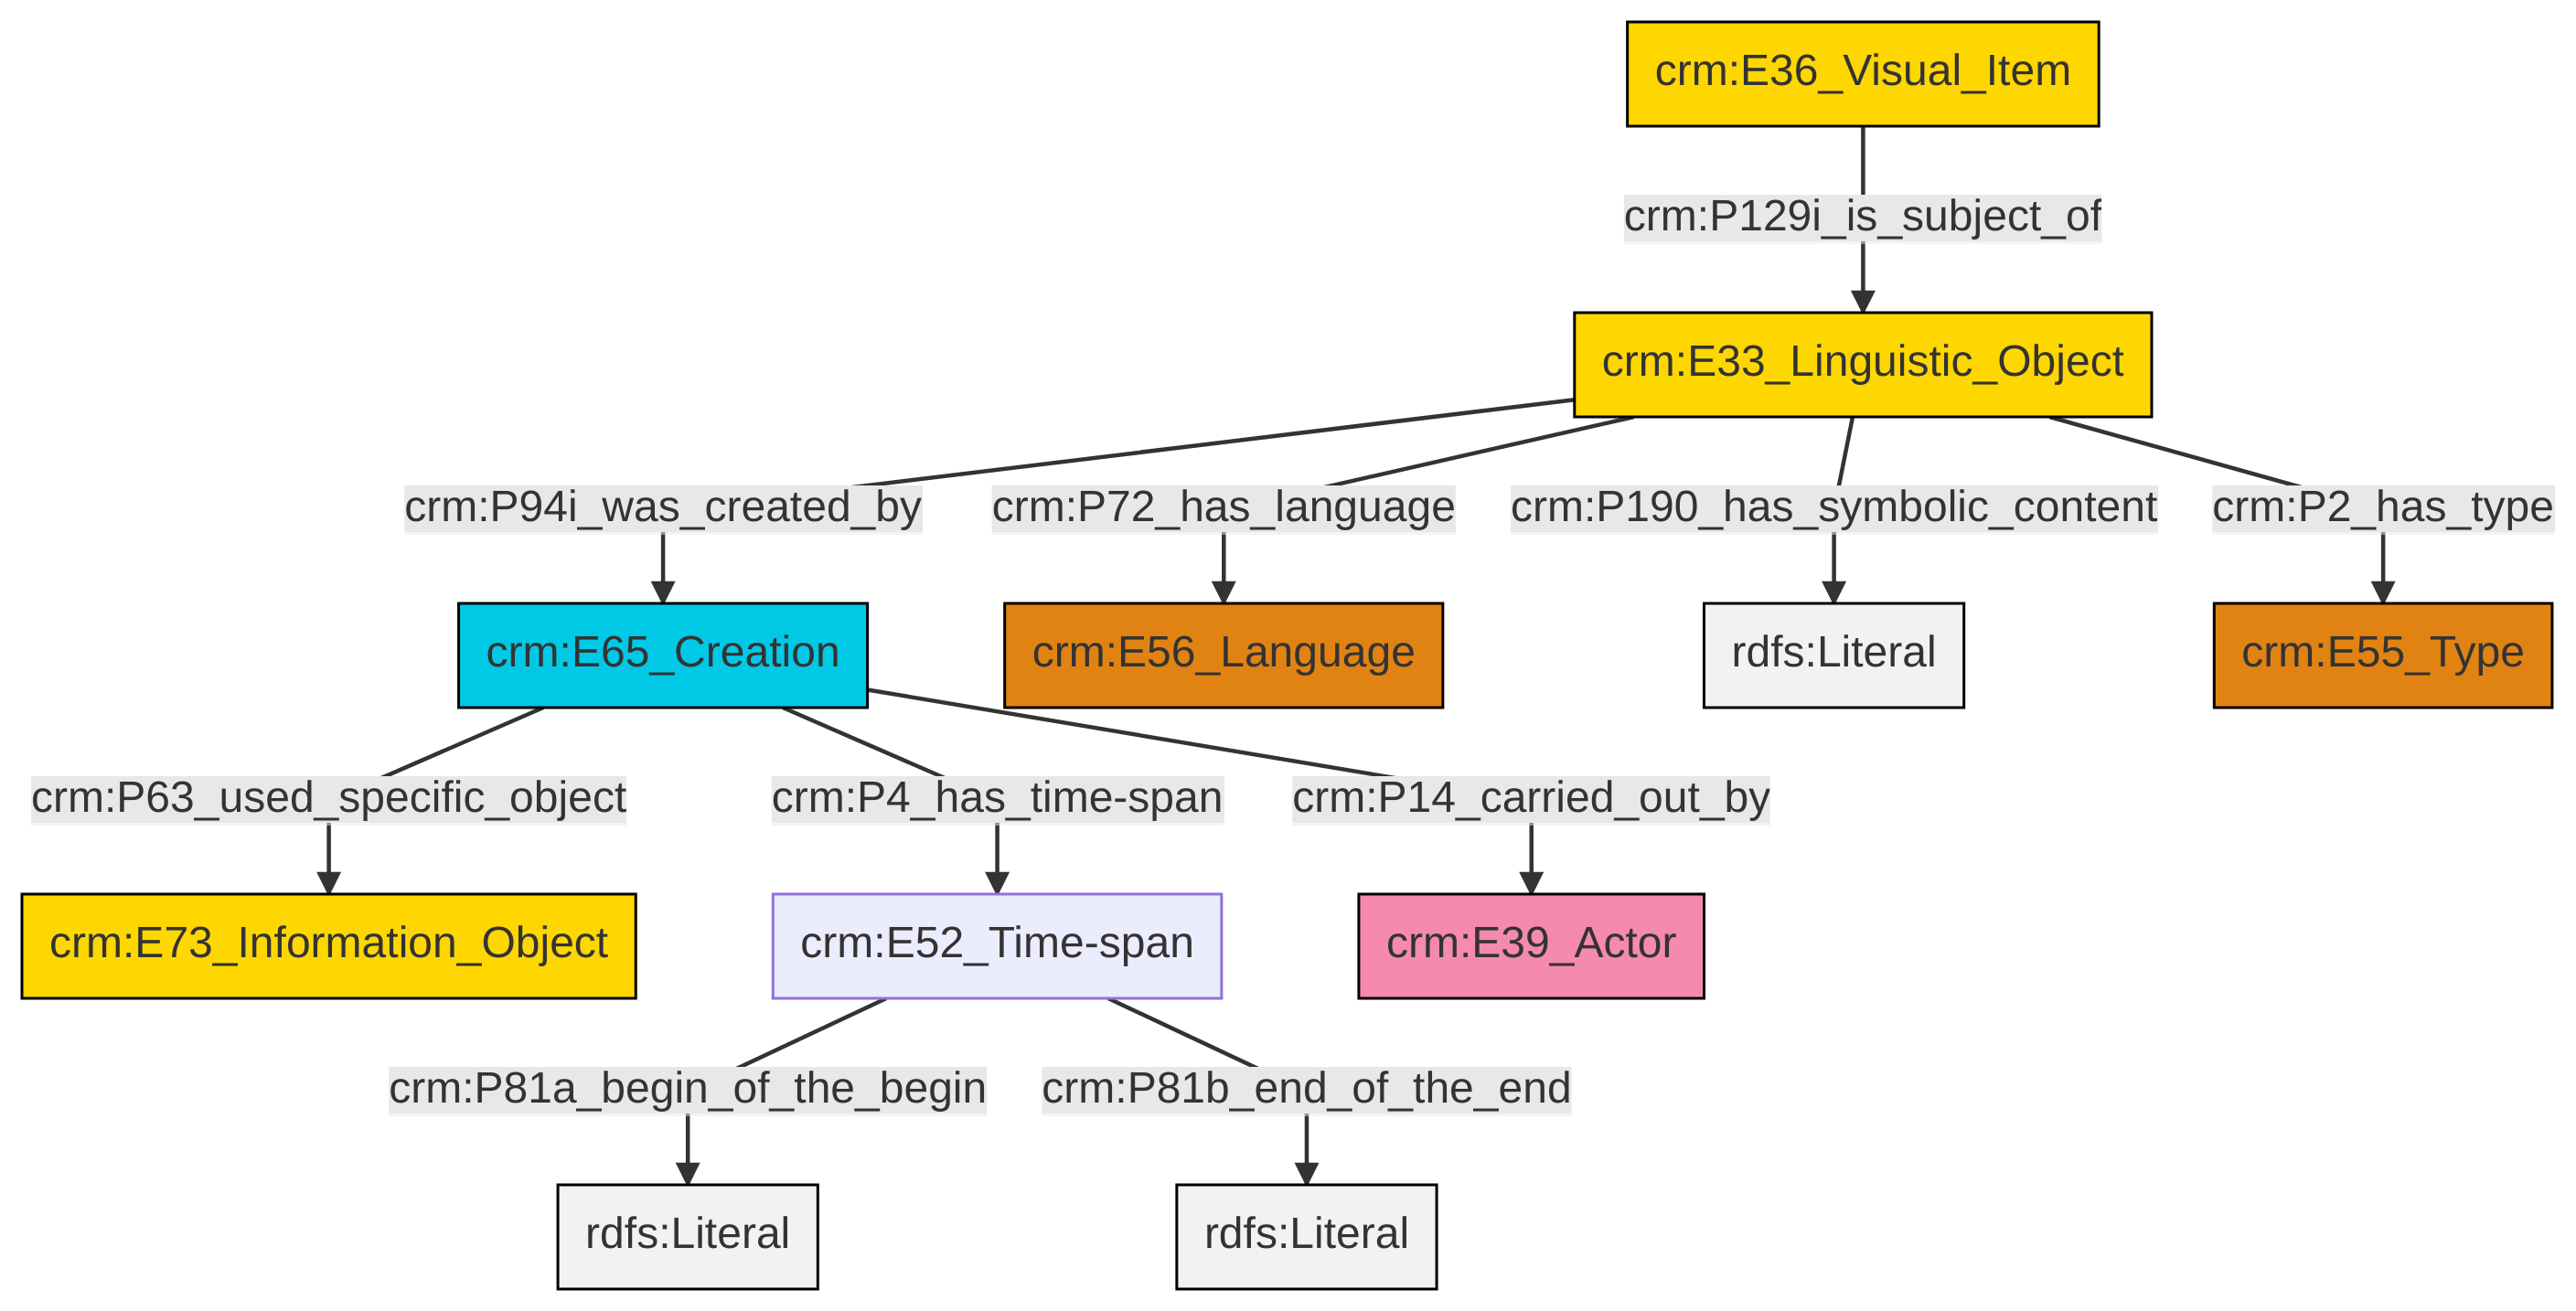 crm:E36_Visual_Item
crm:P129i_is_subject_of
crm:E33_Linguistic_Object
crm:P94i_was_created_by
crm:P72_has_language
crm:P190_has_symbolic_content
crm:P2_has_type
crm:E65_Creation
crm:E56_Language
rdfs:Literal
crm:E55_Type
crm:P63_used_specific_object
crm:P4_has_time-span
crm:P14_carried_out_by
crm:E73_Information_Object
crm:E52_Time-span
crm:E39_Actor
crm:P81a_begin_of_the_begin
crm:P81b_end_of_the_end
rdfs:Literal
rdfs:Literal